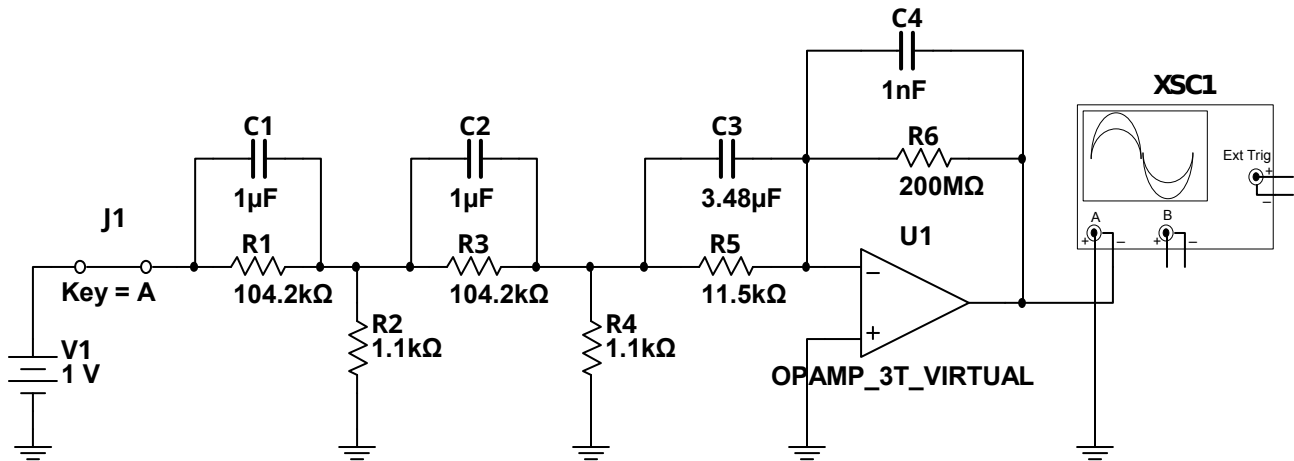 C4
1nF
XSC1
C1
C2
C3
R6
Ext Trig
+
1µF
1µF
3.48µF
200MΩ
−
J1
U1
A
B
R1
R3
R5
+
−
+
−
Key = A
104.2kΩ
104.2kΩ
11.5kΩ
−
R2
R4
+
1.1kΩ
1.1kΩ
V1
1 V
OPAMP_3T_VIRTUAL